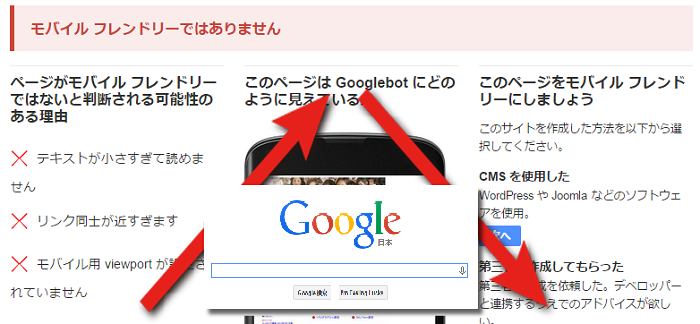 モバイル フレンドリーではありません
ページがモバイル フレンドリー
ではないと判断される可能性の
ある理由
テキストが小さすぎて読めま
せん
リンク同士が近すぎます
モバイル用 viewport が
れていません
このページは Googlebot にどの
ように見えている
Google
日本
Google検索
I'm Feeling Lucky
このページをモバイル フレンド
リーにしましょう
このサイトを作成した方法を以下から選
択してください。
CMS を使用した
WordPress や Joomla などのソフトウェ
アを使用。
へ
第三 作成してもらった
第三 成を依頼した。デベロッパー
と連携する えでのアドバイスが欲し
い。